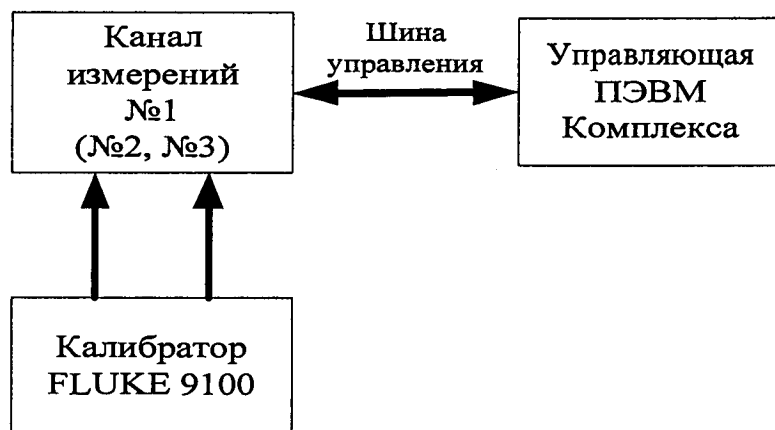 Канал
измерений
№1
(№2, №3)
Шина
управления
Управляющая
ПЭВМ
Комплекса
Калибратор
FLUKE 9100